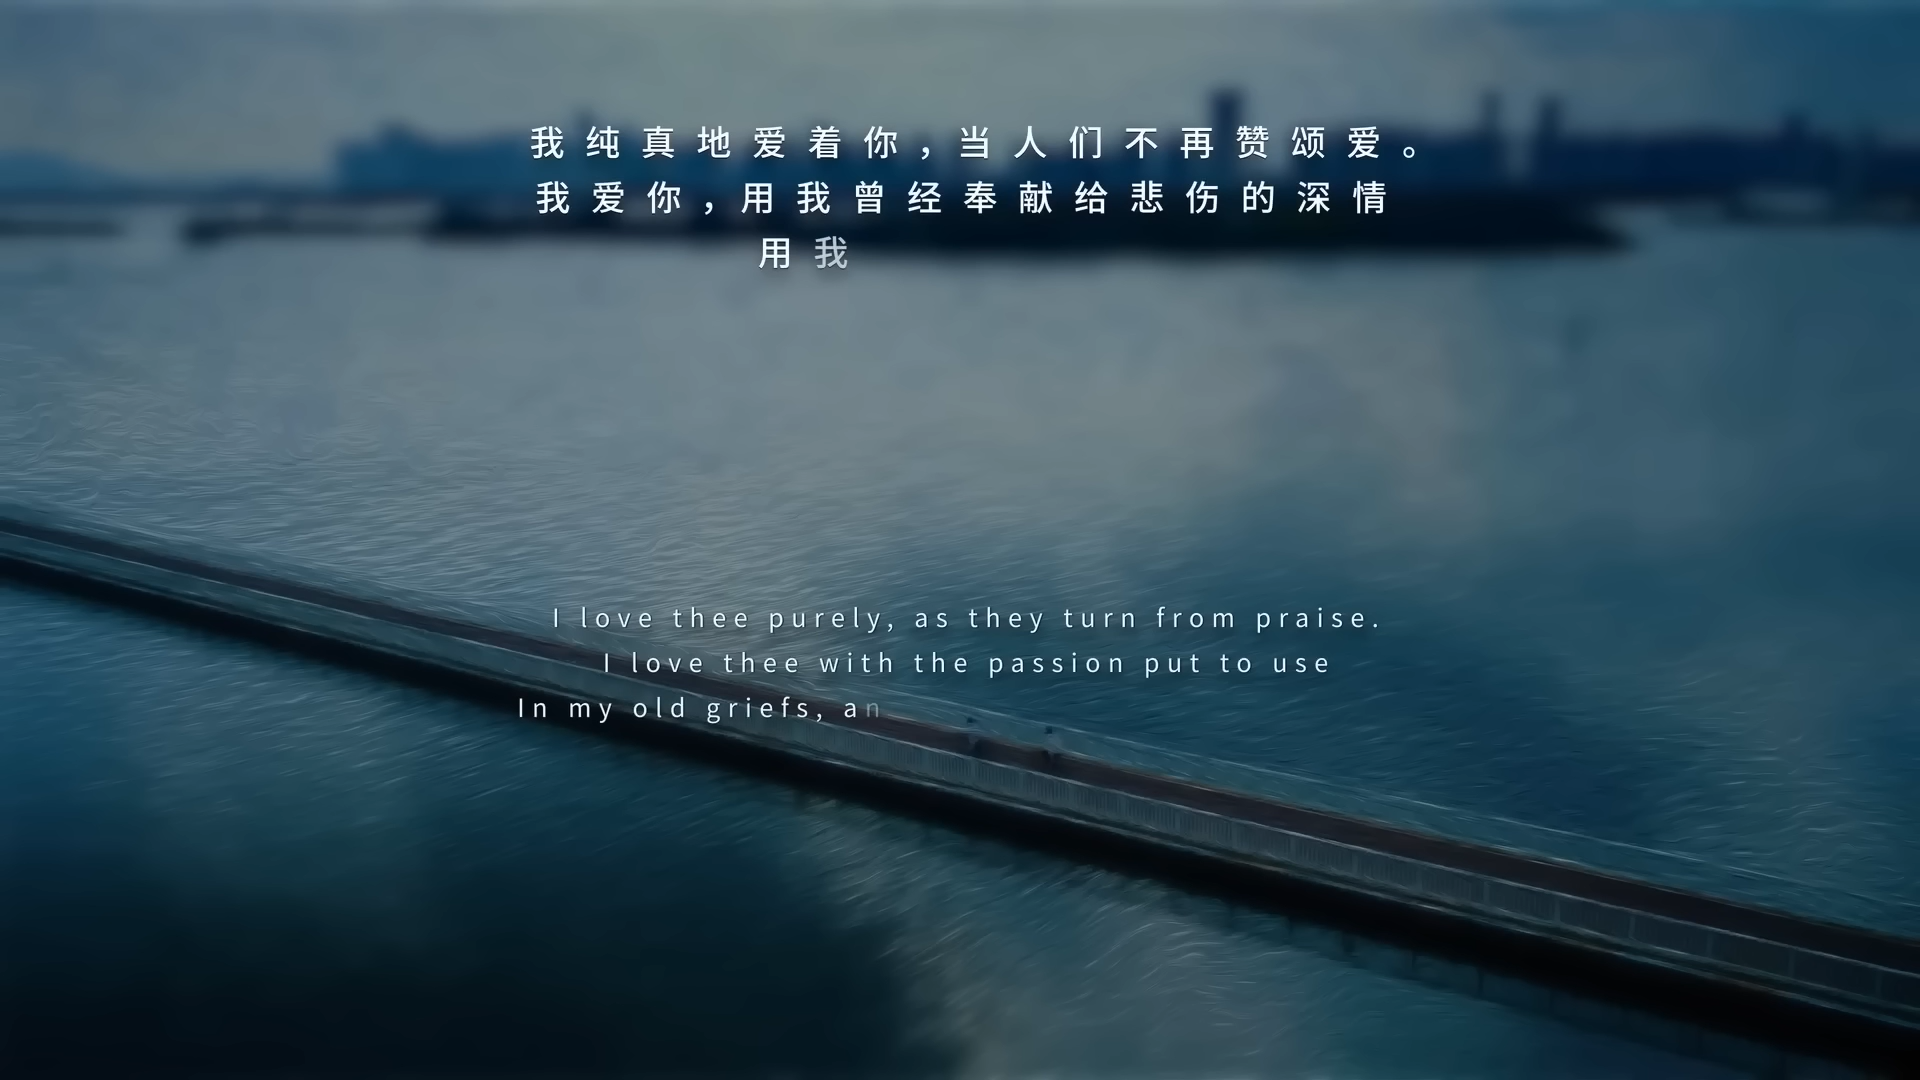 我纯真地爱着你，当人们不再赞颂爱。
我爱你，用我曾经奉献给悲伤的深情
用我
I love thee purely, as they turn from praise.
I love thee with the passion put to use
In my old griefs, an